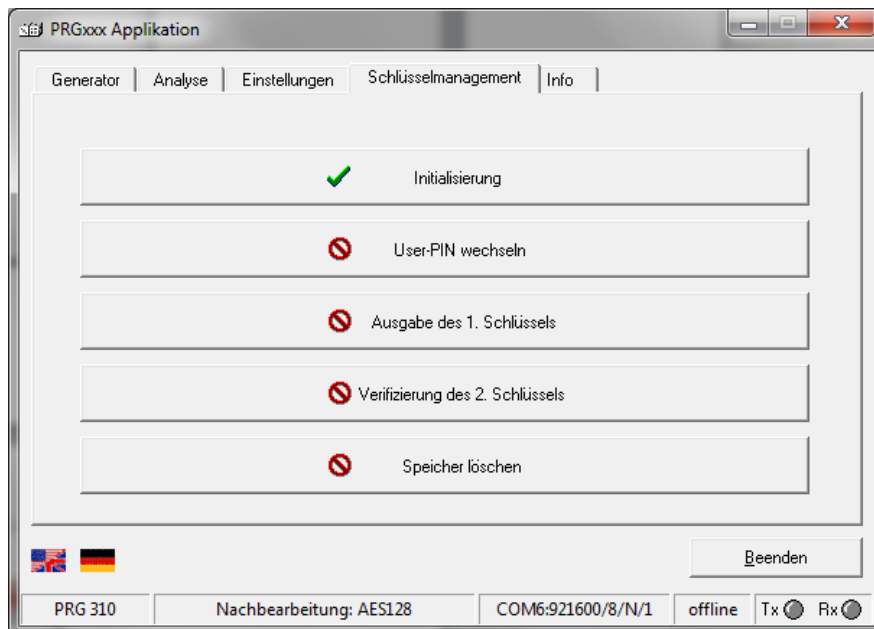 PRGxxx Applikation
Generator Analyse Einstellungen Schlüsselmanagement Info
Initialisierung
User-PIN wechseln
Ausgabe des 1. Schlüssels
Verifizierung des 2. Schlüssels
Speicher löschen
Beenden
PRG 310 Nachbearbeitung: AES128 COM6:921600/8/N/1 offline Tx Rx